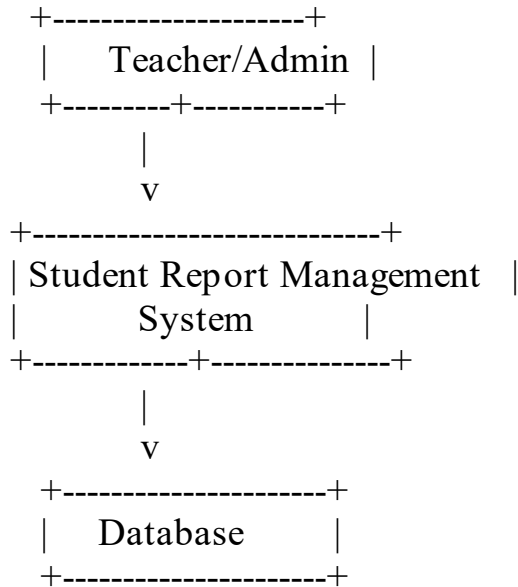 +---------------------+
| Teacher/Admin |
+---------+-----------+
|
v
+-----------------------------+
| Student Report Management |
| System |
+-------------+---------------+
|
v
+----------------------+
| Database |
+----------------------+